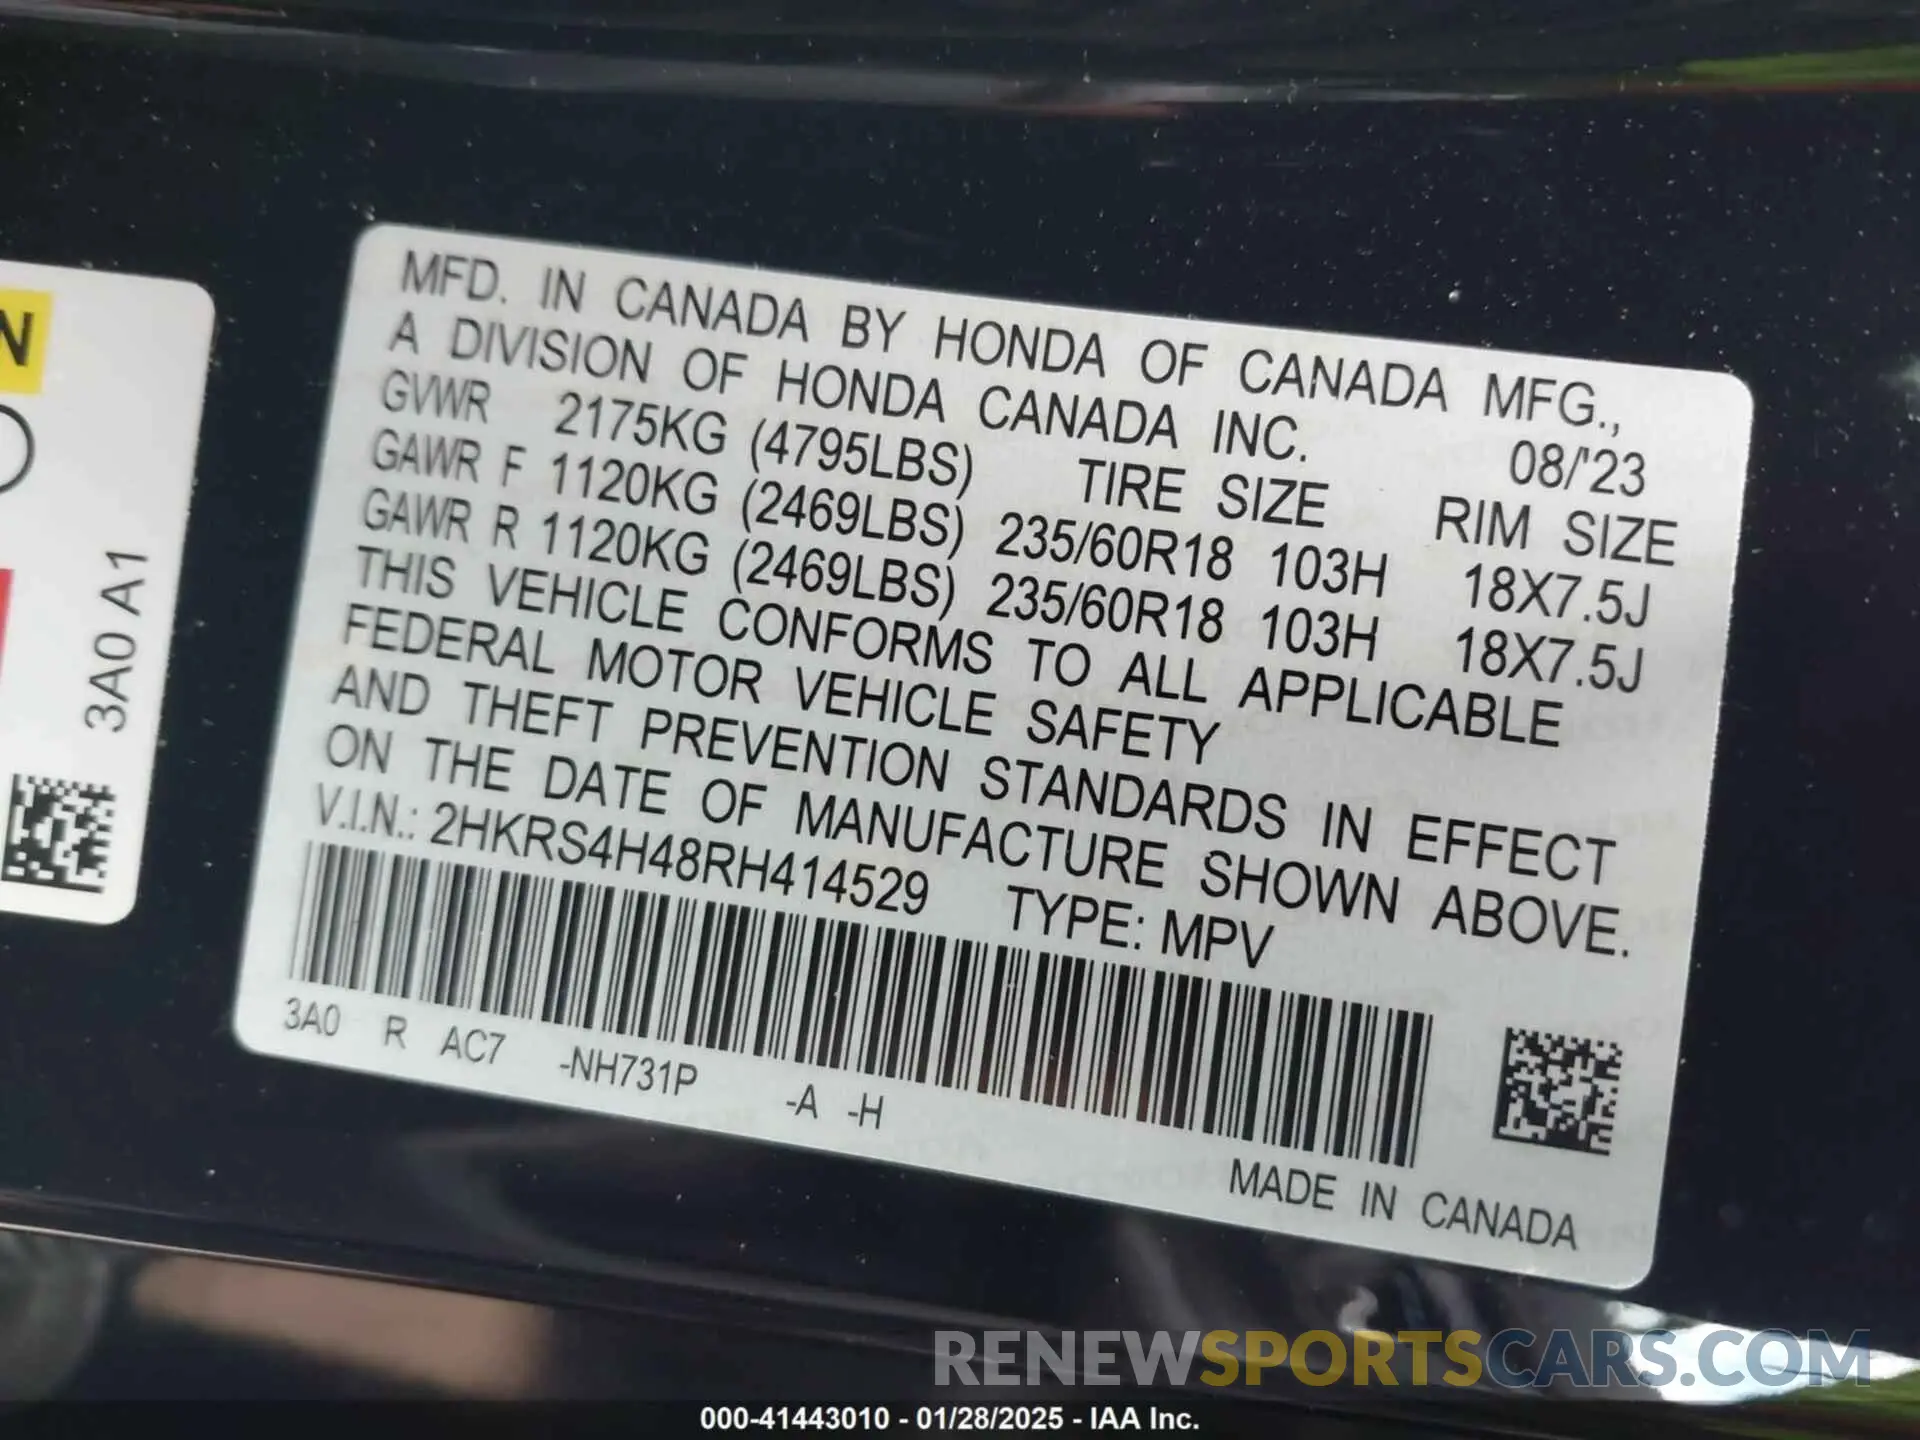 MFD. IN CANADA BY HONDA OF CANADA MFG.,
A DIVISION OF HONDA CANADA INC. 08/'23
GVWR 2175KG (4795LBS) TIRE SIZE RIM SIZE
GAWR F 1120KG (2469LBS) 235/60R18 103H 18X7.5J
GAWR R 1120KG (2469LBS) 235/60R18 103H 18X7.5J
THIS VEHICLE CONFORMS TO ALL APPLICABLE
FEDERAL MOTOR VEHICLE SAFETY
AND THEFT PREVENTION STANDARDS IN EFFECT
ON THE DATE OF MANUFACTURE SHOWN ABOVE.
V.I.N.: 2HKRS4H48RH414529 TYPE: MPV
3A0 R AC7 -NH731P -A -H
MADE IN CANADA
N
3A0 A1
RENEWSPORTSCARS.COM
000-41443010 - 01/28/2025 - IAA Inc.